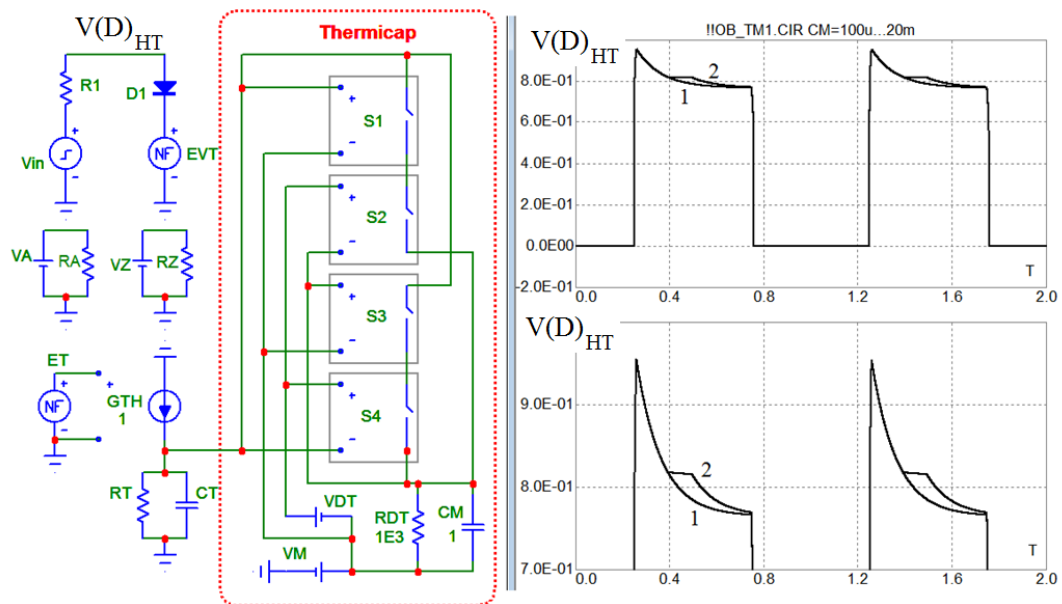 V(D)HT
Thermicap
R1
D1
+
Vin
-
+
NF
EVT
-
VA
RA
VZ
RZ
ET
+
NF
-
+
GTH
1
-
RT
CT
+
S1
-
+
S2
-
+
S3
-
+
S4
-
VDT
VM
RDT
1E3
CM
1
!!OB_TM1.CIR CM=100u...20m
V(D)HT
8.0E-01
6.0E-01
4.0E-01
2.0E-01
0.0E00
-2.0E-01
0.0
0.4
0.8
1.2
1.6
2.0
T
2
1
V(D)HT
9.0E-01
8.0E-01
7.0E-01
0.0
0.4
0.8
1.2
1.6
2.0
T
2
1